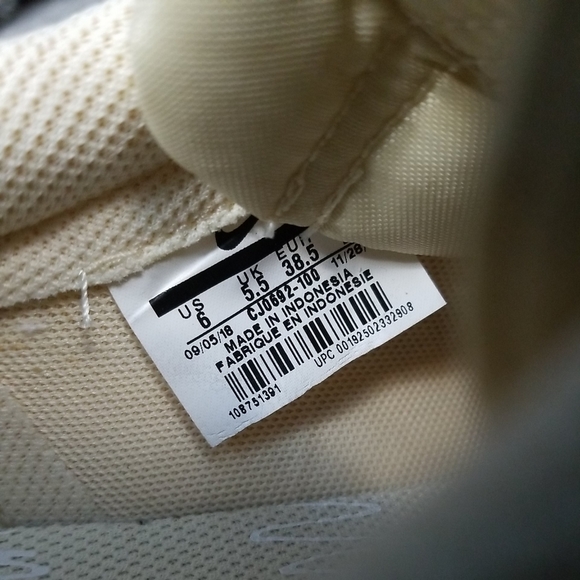 US UK EUR
6 5.5 38.5
CJ0692-100
09/05/18 11/28/
MADE IN INDONESIA
FABRIQUE EN INDONESIE
UPC 00192502332908
108751391